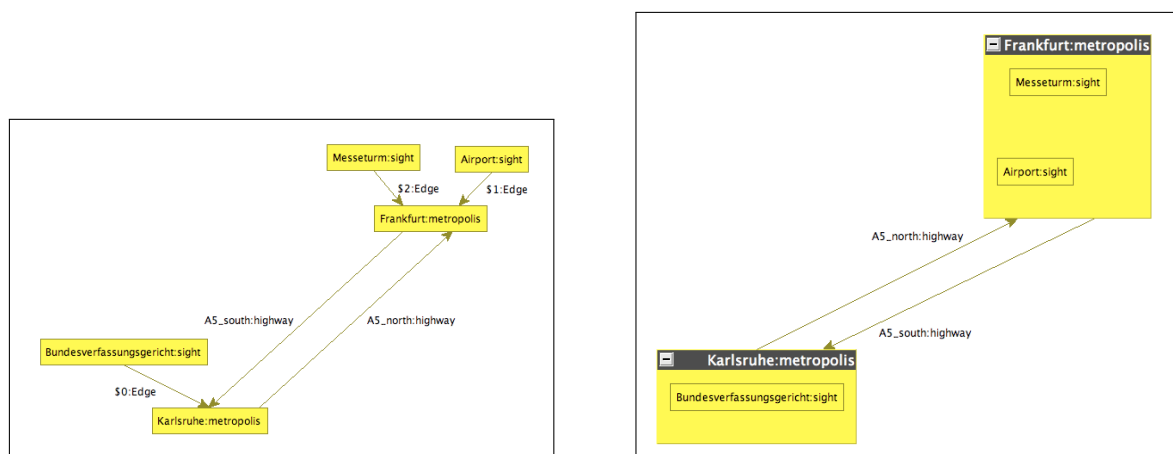 Messeturm:sight
Airport:sight
$2:Edge
$1:Edge
Frankfurt:metropolis
A5_south:highway
A5_north:highway
Bundesverfassungsgericht:sight
$0:Edge
Karlsruhe:metropolis
Frankfurt:metropolis
Messeturm:sight
Airport:sight
A5_north:highway
A5_south:highway
Karlsruhe:metropolis
Bundesverfassungsgericht:sight